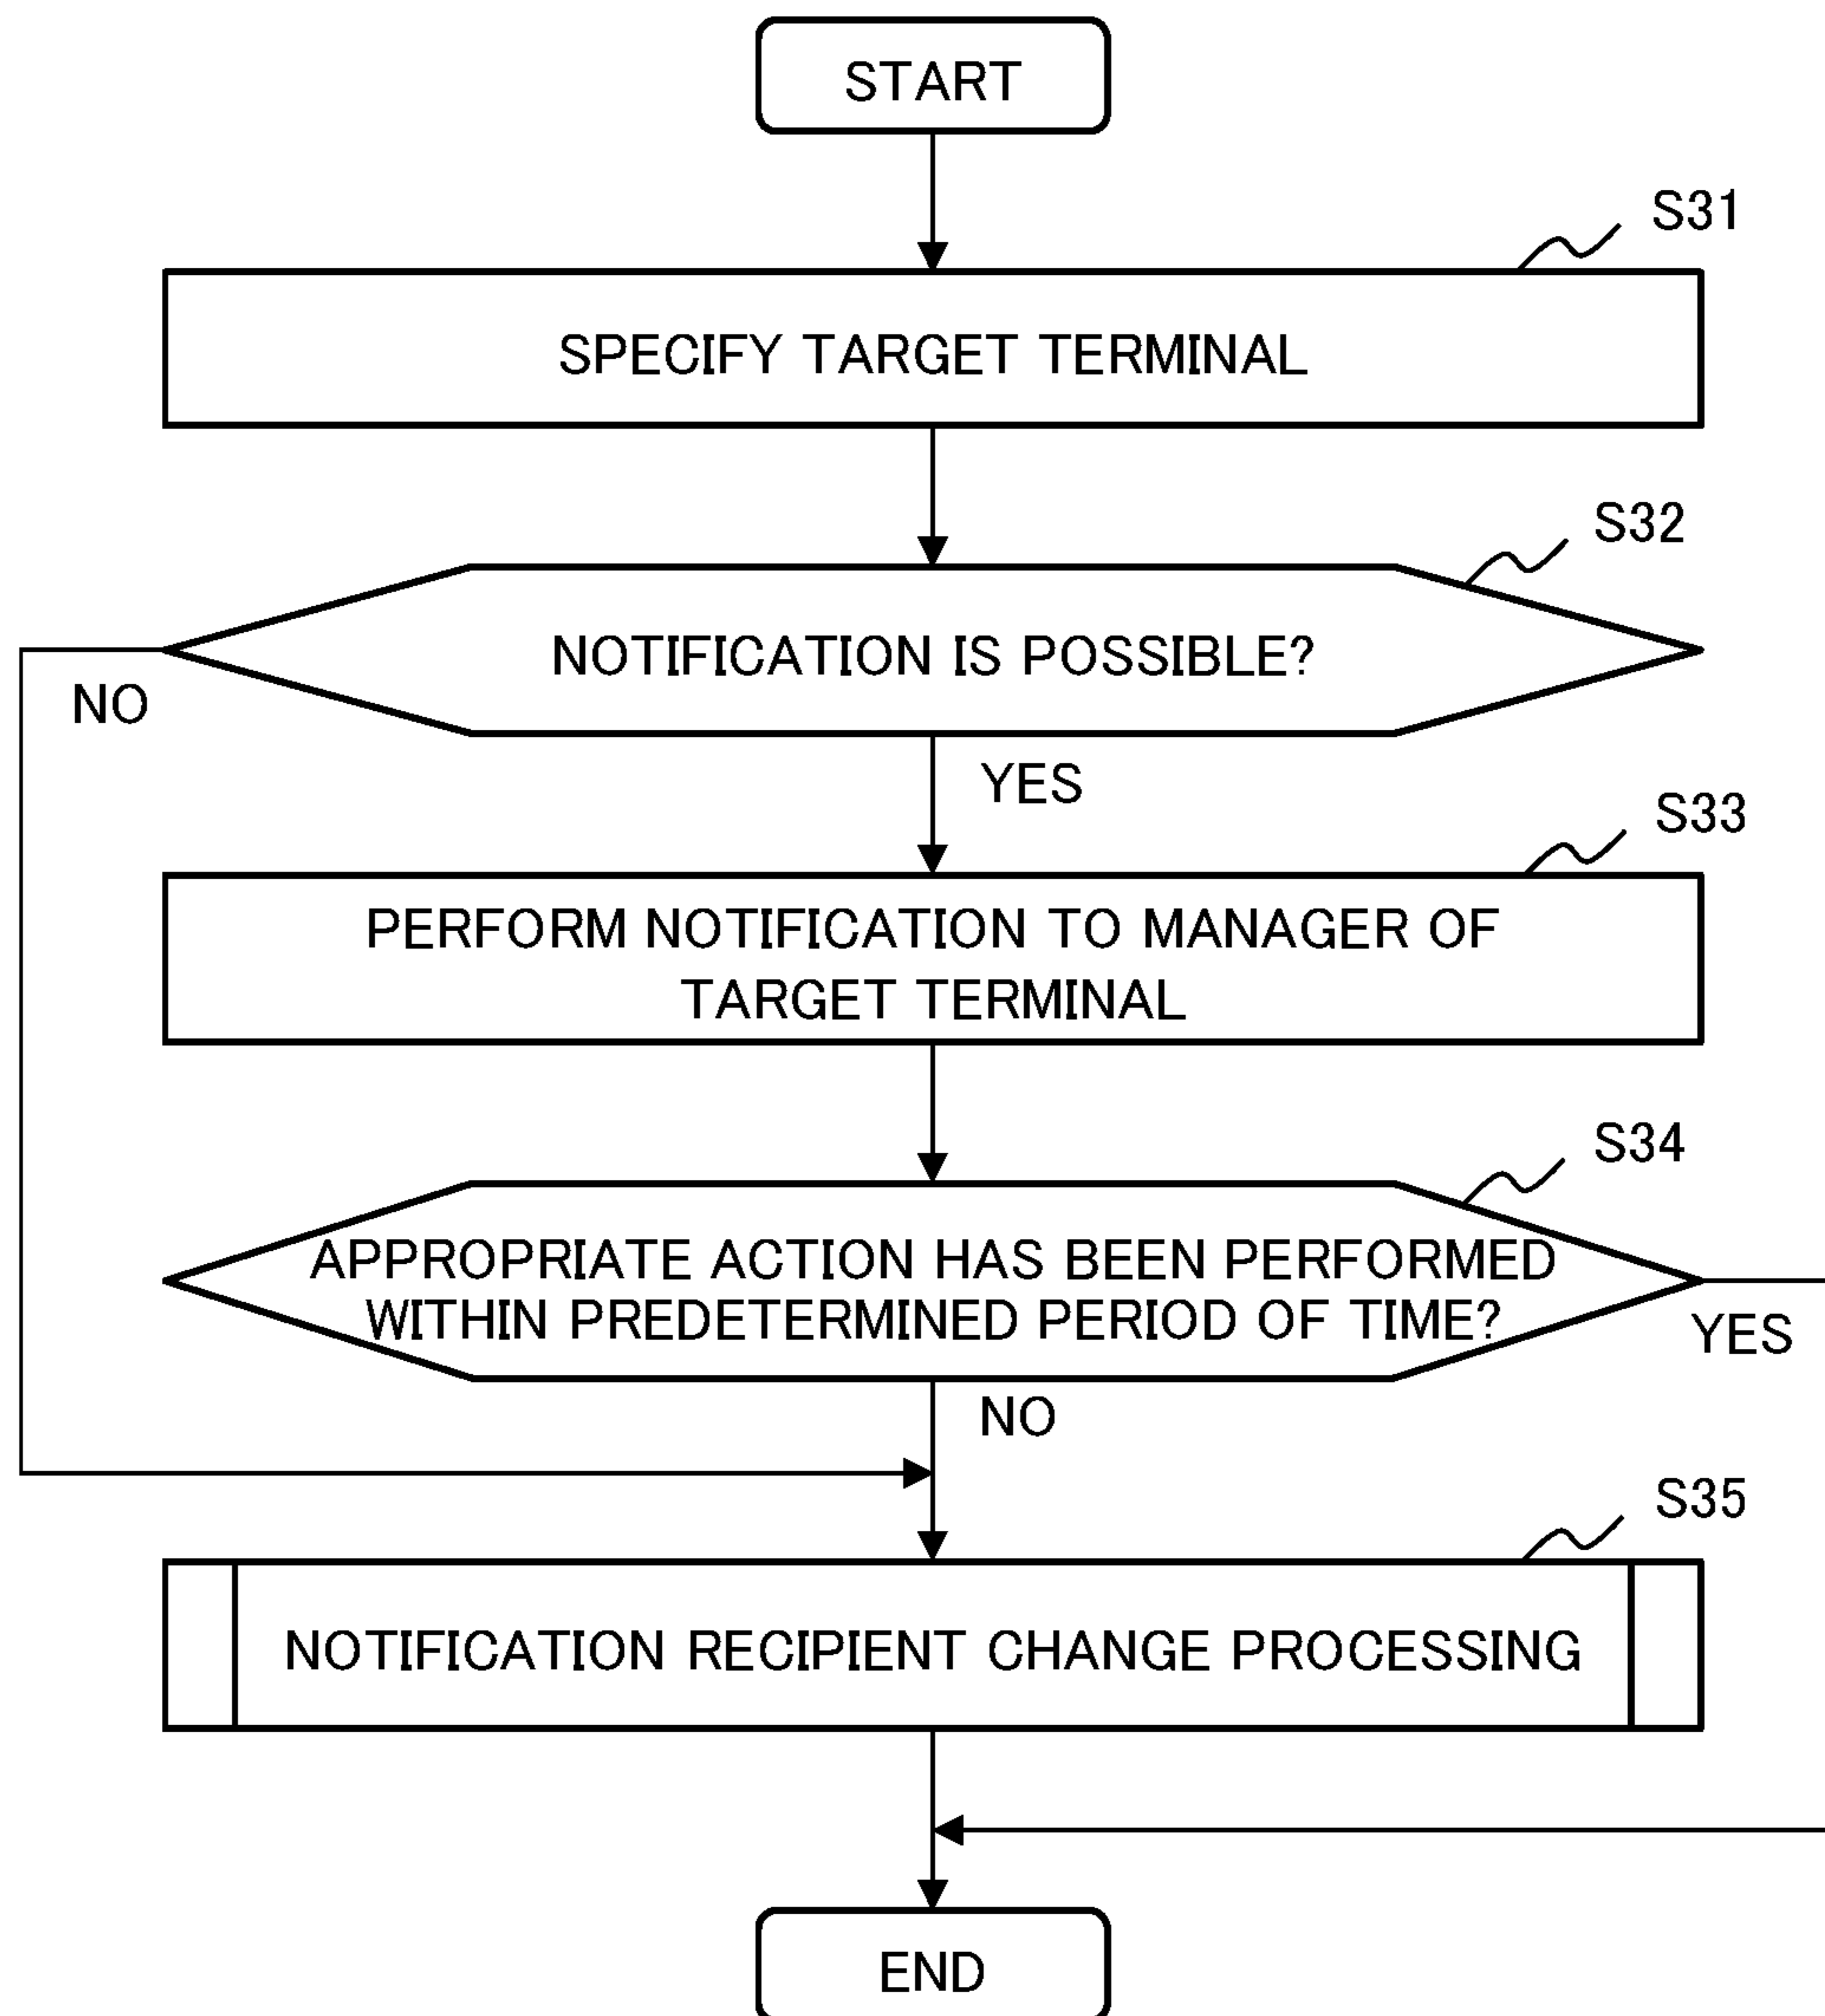 START
S31
SPECIFY TARGET TERMINAL
S32
NOTIFICATION IS POSSIBLE?
NO
YES
S33
PERFORM NOTIFICATION TO MANAGER OF
TARGET TERMINAL
S34
APPROPRIATE ACTION HAS BEEN PERFORMED
WITHIN PREDETERMINED PERIOD OF TIME?
YES
NO
S35
NOTIFICATION RECIPIENT CHANGE PROCESSING
END